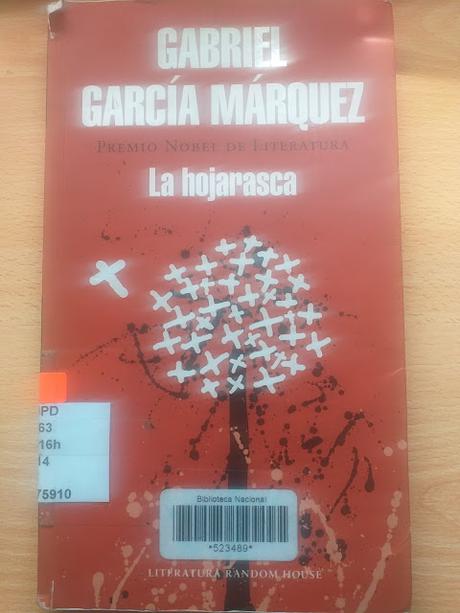 GABRIEL
GARCÍA MÁRQUEZ
PREMIO NOBEL DE LITERATURA
La hojarasca
IPD
63
16h
14
75910
Biblioteca Nacional
*523489*
LITERATURA RANDOM HOUSE